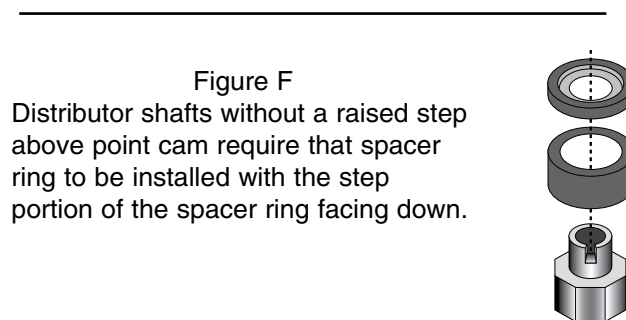 Figure F
Distributor shafts without a raised step
above point cam require that spacer
ring to be installed with the step
portion of the spacer ring facing down.